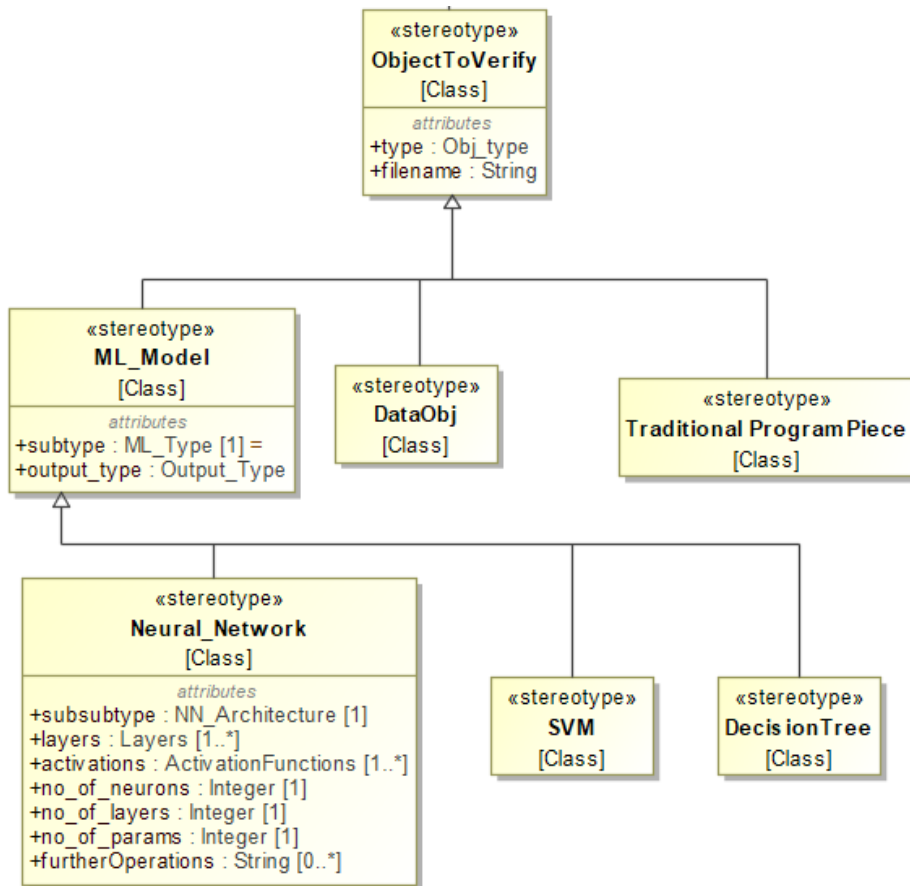 «stereotype»
ObjectToVerify
[Class]
attributes
+type : Obj_type
+filename : String
«stereotype»
ML_Model
[Class]
attributes
+subtype : ML_Type [1] =
+output_type : Output_Type
«stereotype»
DataObj
[Class]
«stereotype»
Traditional ProgramPiece
[Class]
«stereotype»
Neural_Network
[Class]
attributes
+subsubtype : NN_Architecture [1]
+layers : Layers [1..*]
+activations : ActivationFunctions [1..*]
+no_of_neurons : Integer [1]
+no_of_layers : Integer [1]
+no_of_params : Integer [1]
+furtherOperations : String [0..*]
«stereotype»
SVM
[Class]
«stereotype»
DecisionTree
[Class]